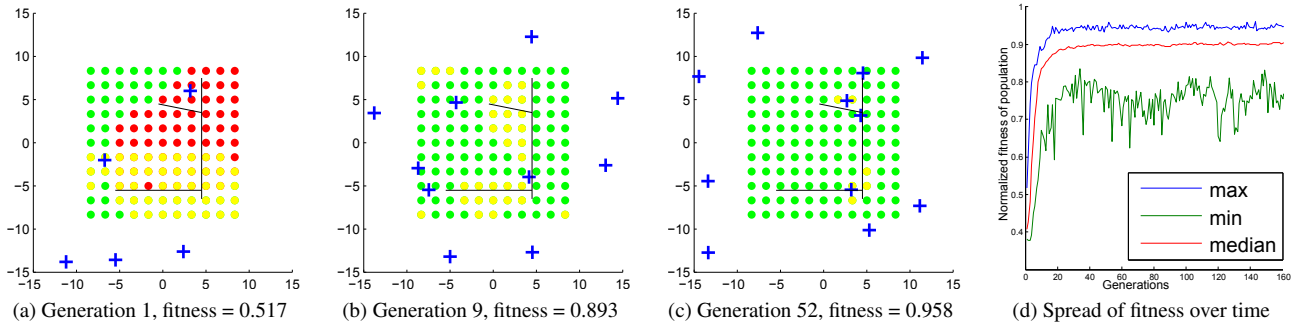 15
10
5
0
−5
−10
−15
−15 −10 −5 0 5 10 15
(a) Generation 1, fitness = 0.517
15
10
5
0
−5
−10
−15
−15 −10 −5 0 5 10 15
(b) Generation 9, fitness = 0.893
15
10
5
0
−5
−10
−15
−15 −10 −5 0 5 10 15
(c) Generation 52, fitness = 0.958
Normalized fitness of population
1
0.9
0.8
0.7
0.6
0.5
0.4
max
min
median
0 20 40 60 80 100 120 140 160
Generations
(d) Spread of fitness over time